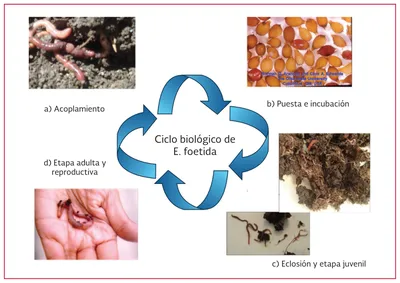 a) Acoplamiento
b) Puesta e incubación
Ciclo biológico de
E. foetida
d) Etapa adulta y
reproductiva
c) Eclosión y etapa juvenil